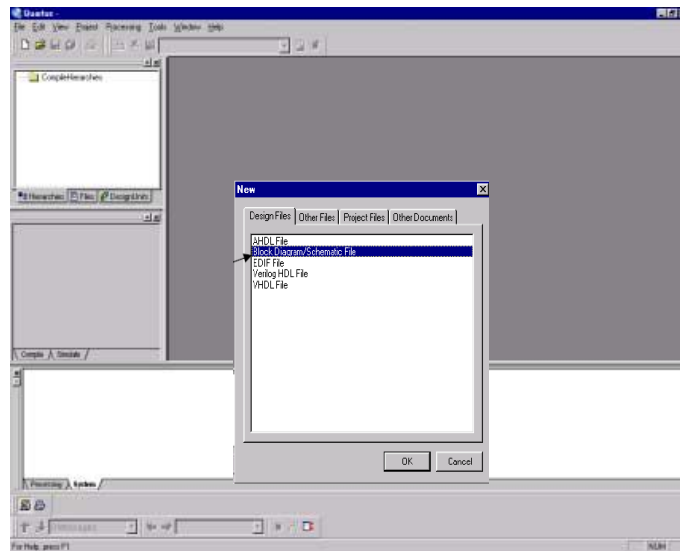 Quartus -
File Edit View Project Processing Tools Window Help
CompileHierarchies
Hierarchies Files DesignUnits
New
Design Files Other Files Project Files Other Documents
AHDL File
Block Diagram/Schematic File
EDIF File
Verilog HDL File
VHDL File
Compile Simulate
OK Cancel
Processing System
Messages
For Help, press F1
NUM